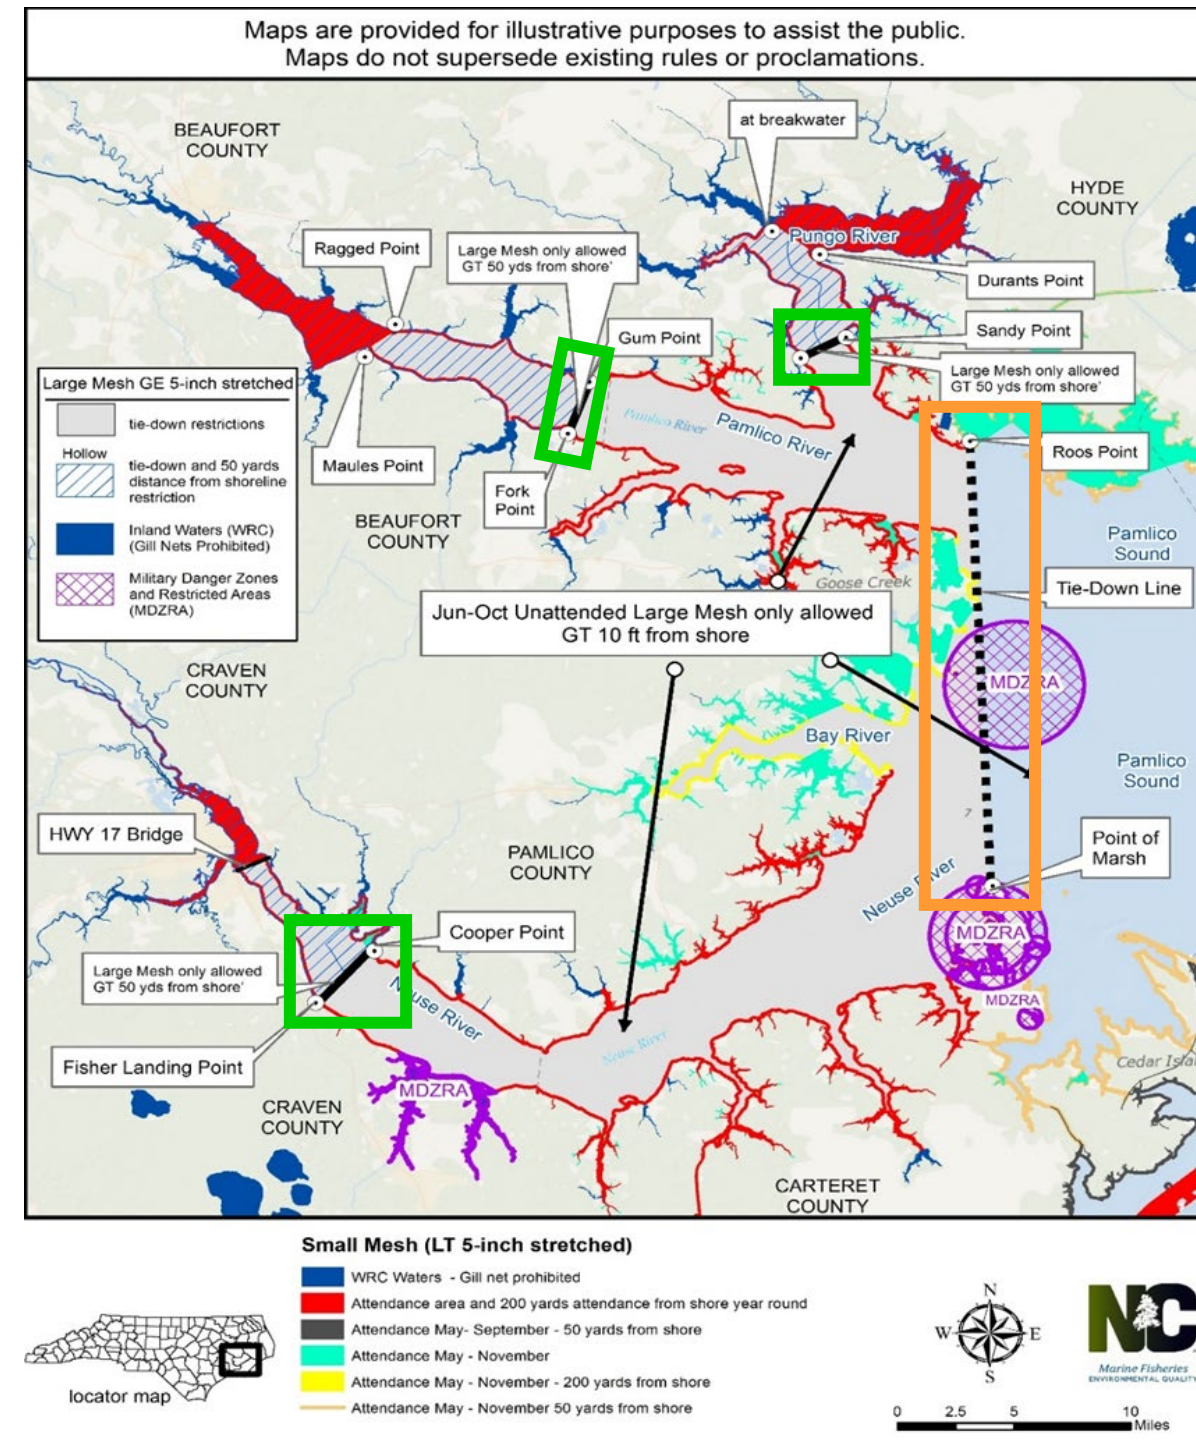 Maps are provided for illustrative purposes to assist the public.
Maps do not supersede existing rules or proclamations.
BEAUFORT
COUNTY
at breakwater
HYDE
COUNTY
Ragged Point
Large Mesh only allowed
GT 50 yds from shore'
Pungo River
Durants Point
Gum Point
Sandy Point
Large Mesh only allowed
GT 50 yds from shore'
Large Mesh GE 5-inch stretched
tie-down restrictions
Hollow
tie-down and 50 yards
distance from shoreline
restriction
Inland Waters (WRC)
(Gill Nets Prohibited)
Military Danger Zones
and Restricted Areas
(MDZRA)
Maules Point
Fork
Point
Pamlico River
Pamlico River
Roos Point
BEAUFORT
COUNTY
Pamlico
Sound
Goose Creek
Tie-Down Line
Jun-Oct Unattended Large Mesh only allowed
GT 10 ft from shore
CRAVEN
COUNTY
MDZRA
Bay River
Pamlico
Sound
7
HWY 17 Bridge
PAMLICO
COUNTY
Point of
Marsh
Neuse River
Cooper Point
MDZRA
Large Mesh only allowed
GT 50 yds from shore'
Neuse River
MDZRA
Neuse River
Fisher Landing Point
MDZRA
Cedar Isla
CRAVEN
COUNTY
CARTERET
COUNTY
Small Mesh (LT 5-inch stretched)
WRC Waters - Gill net prohibited
Attendance area and 200 yards attendance from shore year round
Attendance May- September - 50 yards from shore
Attendance May - November
Attendance May - November - 200 yards from shore
Attendance May - November 50 yards from shore
locator map
N
W E
S
NC
Marine Fisheries
ENVIRONMENTAL QUALITY
0 2.5 5 10
Miles